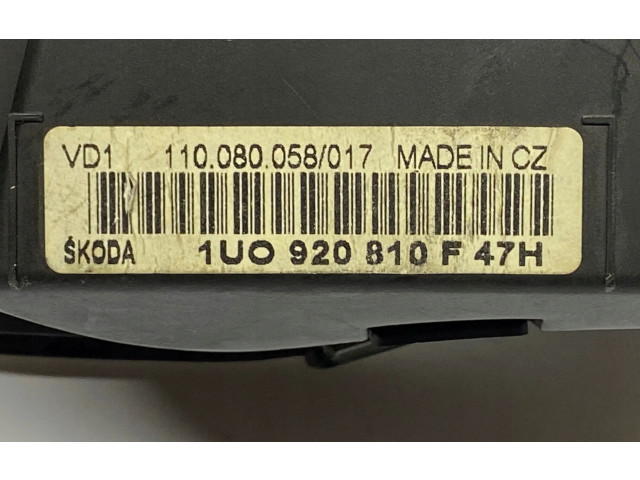 VD1 110.080.058/017 MADE IN CZ
ŠKODA 1U0 920 810 F 47H